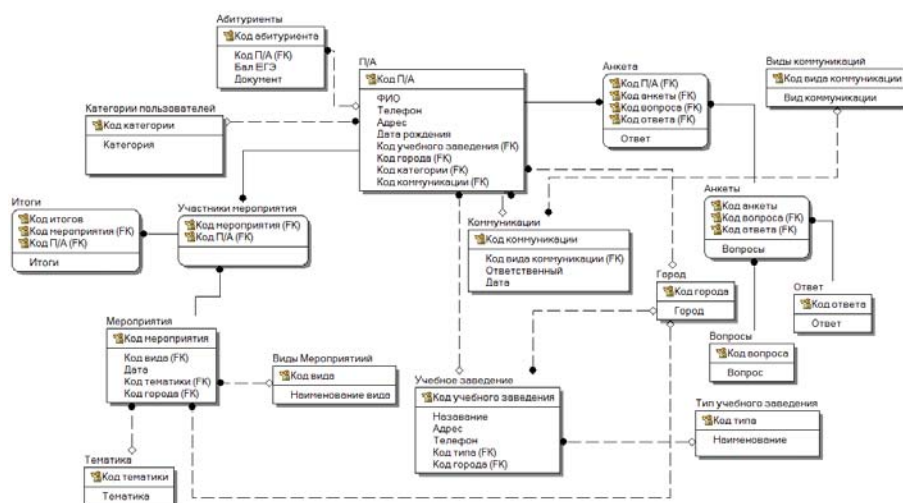 Абитуриенты
Код абитуриента
Код П/А (FK)
Бал ЕГЭ
Документ
П/А
Код П/А
ФИО
Телефон
Адрес
Дата рождения
Код учебного заведения (FK)
Код города (FK)
Код категории (FK)
Код коммуникации (FK)
Анкета
Код П/А (FK)
Код анкеты (FK)
Код вопроса (FK)
Код ответа (FK)
Ответ
Виды коммуникаций
Код вида коммуникации
Вид коммуникации
Категории пользователей
Код категории
Категория
Итоги
Код итогов
Код мероприятия (FK)
Код П/А (FK)
Итоги
Участники мероприятия
Код мероприятия (FK)
Код П/А (FK)
Коммуникации
Код коммуникации
Код вида коммуникации (FK)
Ответственный
Дата
Анкеты
Код анкеты
Код вопроса (FK)
Код ответа (FK)
Вопросы
Город
Код города
Город
Ответ
Код ответа
Ответ
Вопросы
Код вопроса
Вопрос
Мероприятия
Код мероприятия
Код вида (FK)
Дата
Код тематики (FK)
Код города (FK)
Виды Мероприятиий
Код вида
Наименование вида
Учебное заведение
Код учебного заведения
Назавание
Адрес
Телефон
Код типа (FK)
Код города (FK)
Тип учебного заведения
Код типа
Наименование
Тематика
Код тематики
Тематика